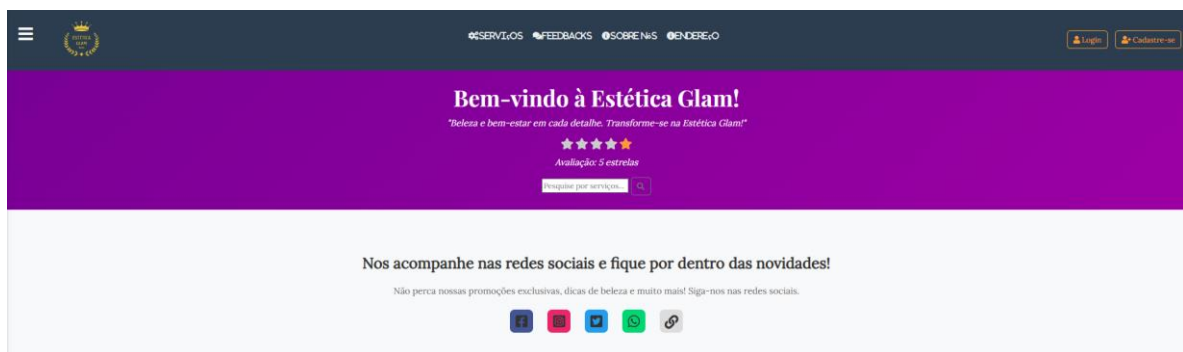 SERVIçOS FEEDBACKS SOBRE NóS ENDEREçO
Login Cadastre-se
Bem-vindo à Estética Glam!
"Beleza e bem-estar em cada detalhe. Transforme-se na Estética Glam!"
Avaliação: 5 estrelas
Pesquise por serviços...
Nos acompanhe nas redes sociais e fique por dentro das novidades!
Não perca nossas promoções exclusivas, dicas de beleza e muito mais! Siga-nos nas redes sociais.